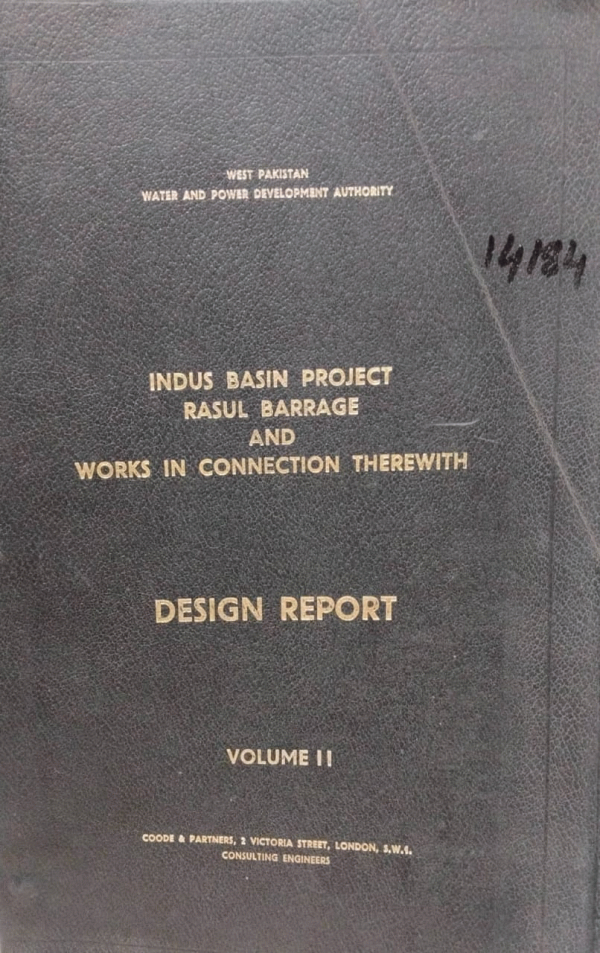 WEST PAKISTAN
WATER AND POWER DEVELOPMENT AUTHORITY
14184
INDUS BASIN PROJECT
RASUL BARRAGE
AND
WORKS IN CONNECTION THEREWITH
DESIGN REPORT
VOLUME II
COODE & PARTNERS, 2 VICTORIA STREET, LONDON, S.W.1.
CONSULTING ENGINEERS